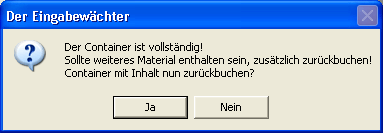 Der Eingabewächter
Der Container ist vollständig!
Sollte weiteres Material enthalten sein, zusätzlich zurückbuchen!
Container mit Inhalt nun zurückbuchen?
Ja
Nein